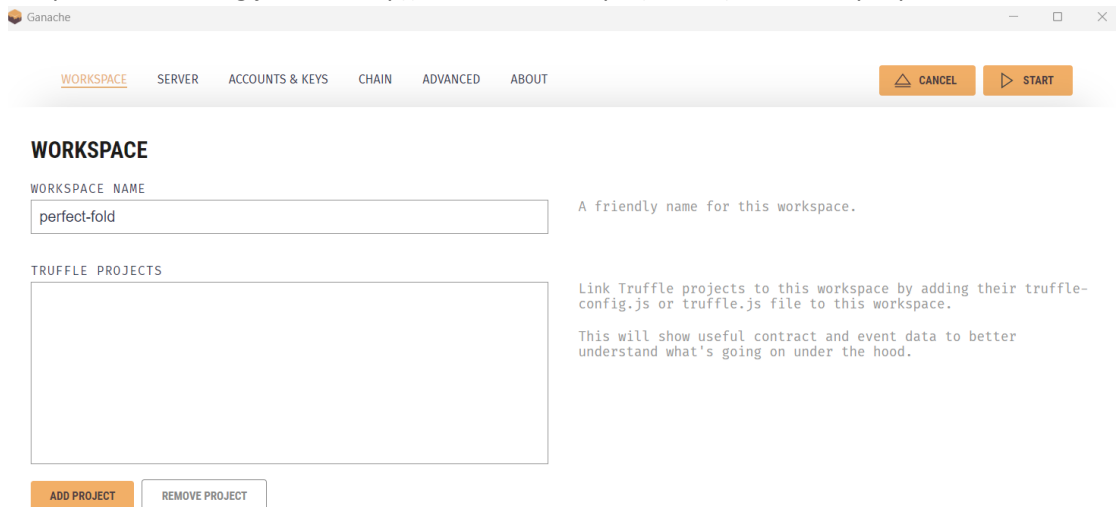 Ganache
WORKSPACE SERVER ACCOUNTS & KEYS CHAIN ADVANCED ABOUT CANCEL START
WORKSPACE
WORKSPACE NAME
perfect-fold
A friendly name for this workspace.
TRUFFLE PROJECTS
Link Truffle projects to this workspace by adding their truffle-
config.js or truffle.js file to this workspace.
This will show useful contract and event data to better
understand what's going on under the hood.
ADD PROJECT REMOVE PROJECT